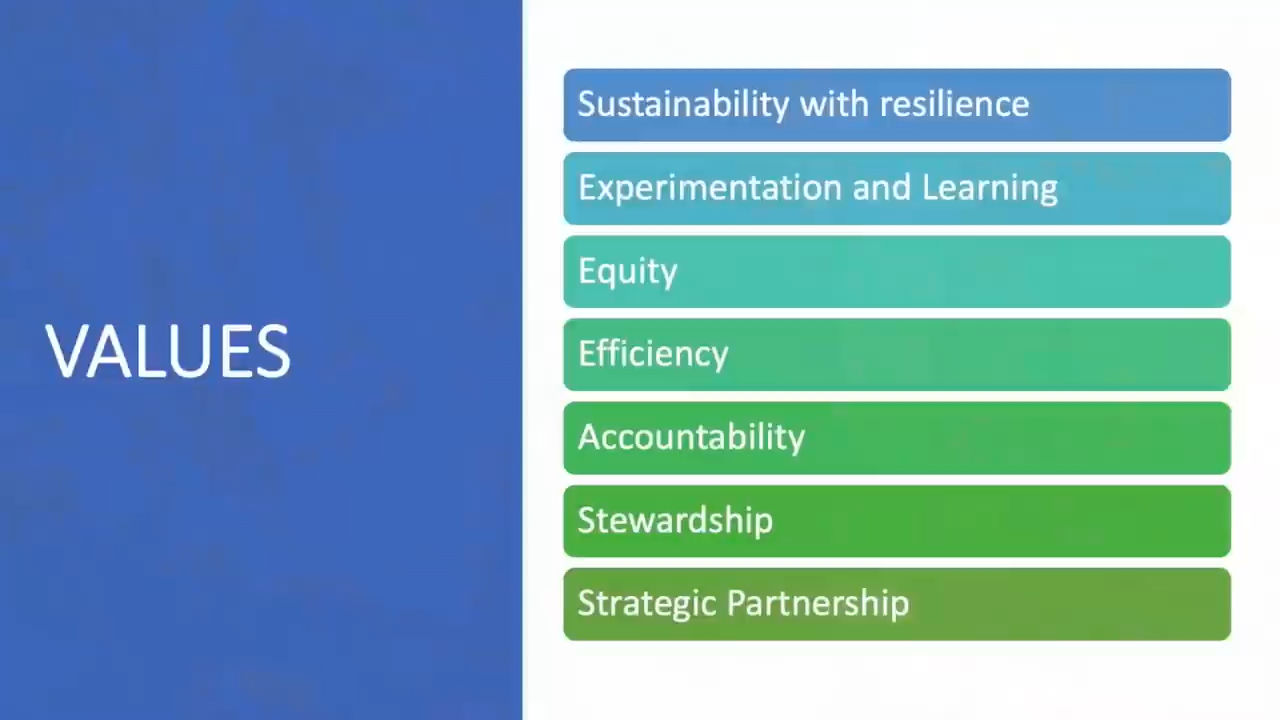 VALUES
Sustainability with resilience
Experimentation and Learning
Equity
Efficiency
Accountability
Stewardship
Strategic Partnership